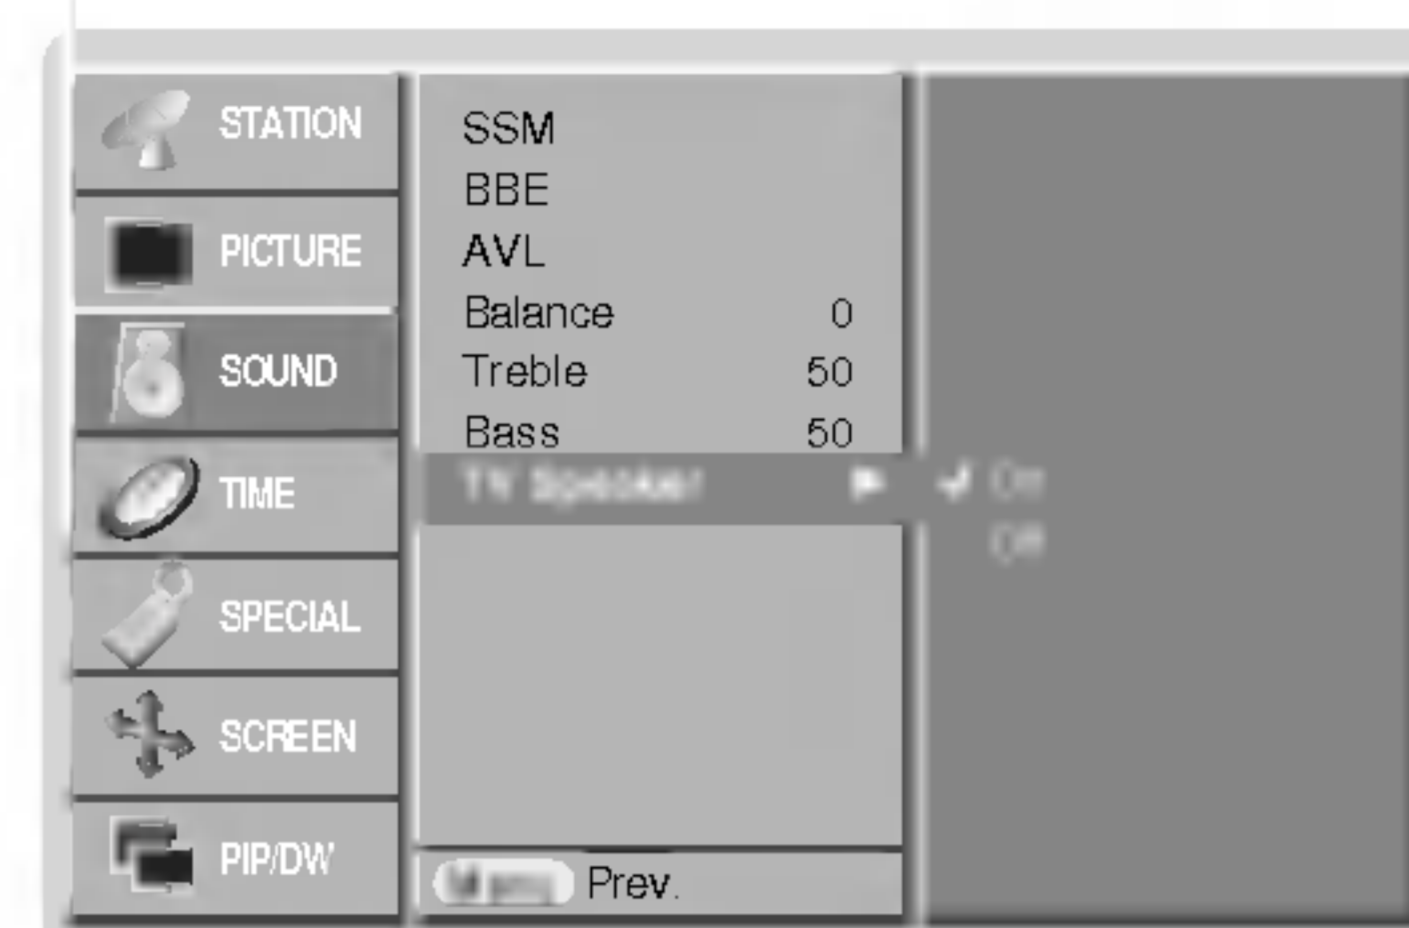 STATION
PICTURE
SOUND
TIME
SPECIAL
SCREEN
PIP/DW
SSM
BBE
AVL
Balance 0
Treble 50
Bass 50
TV Speaker
On
Off
Menu Prev.